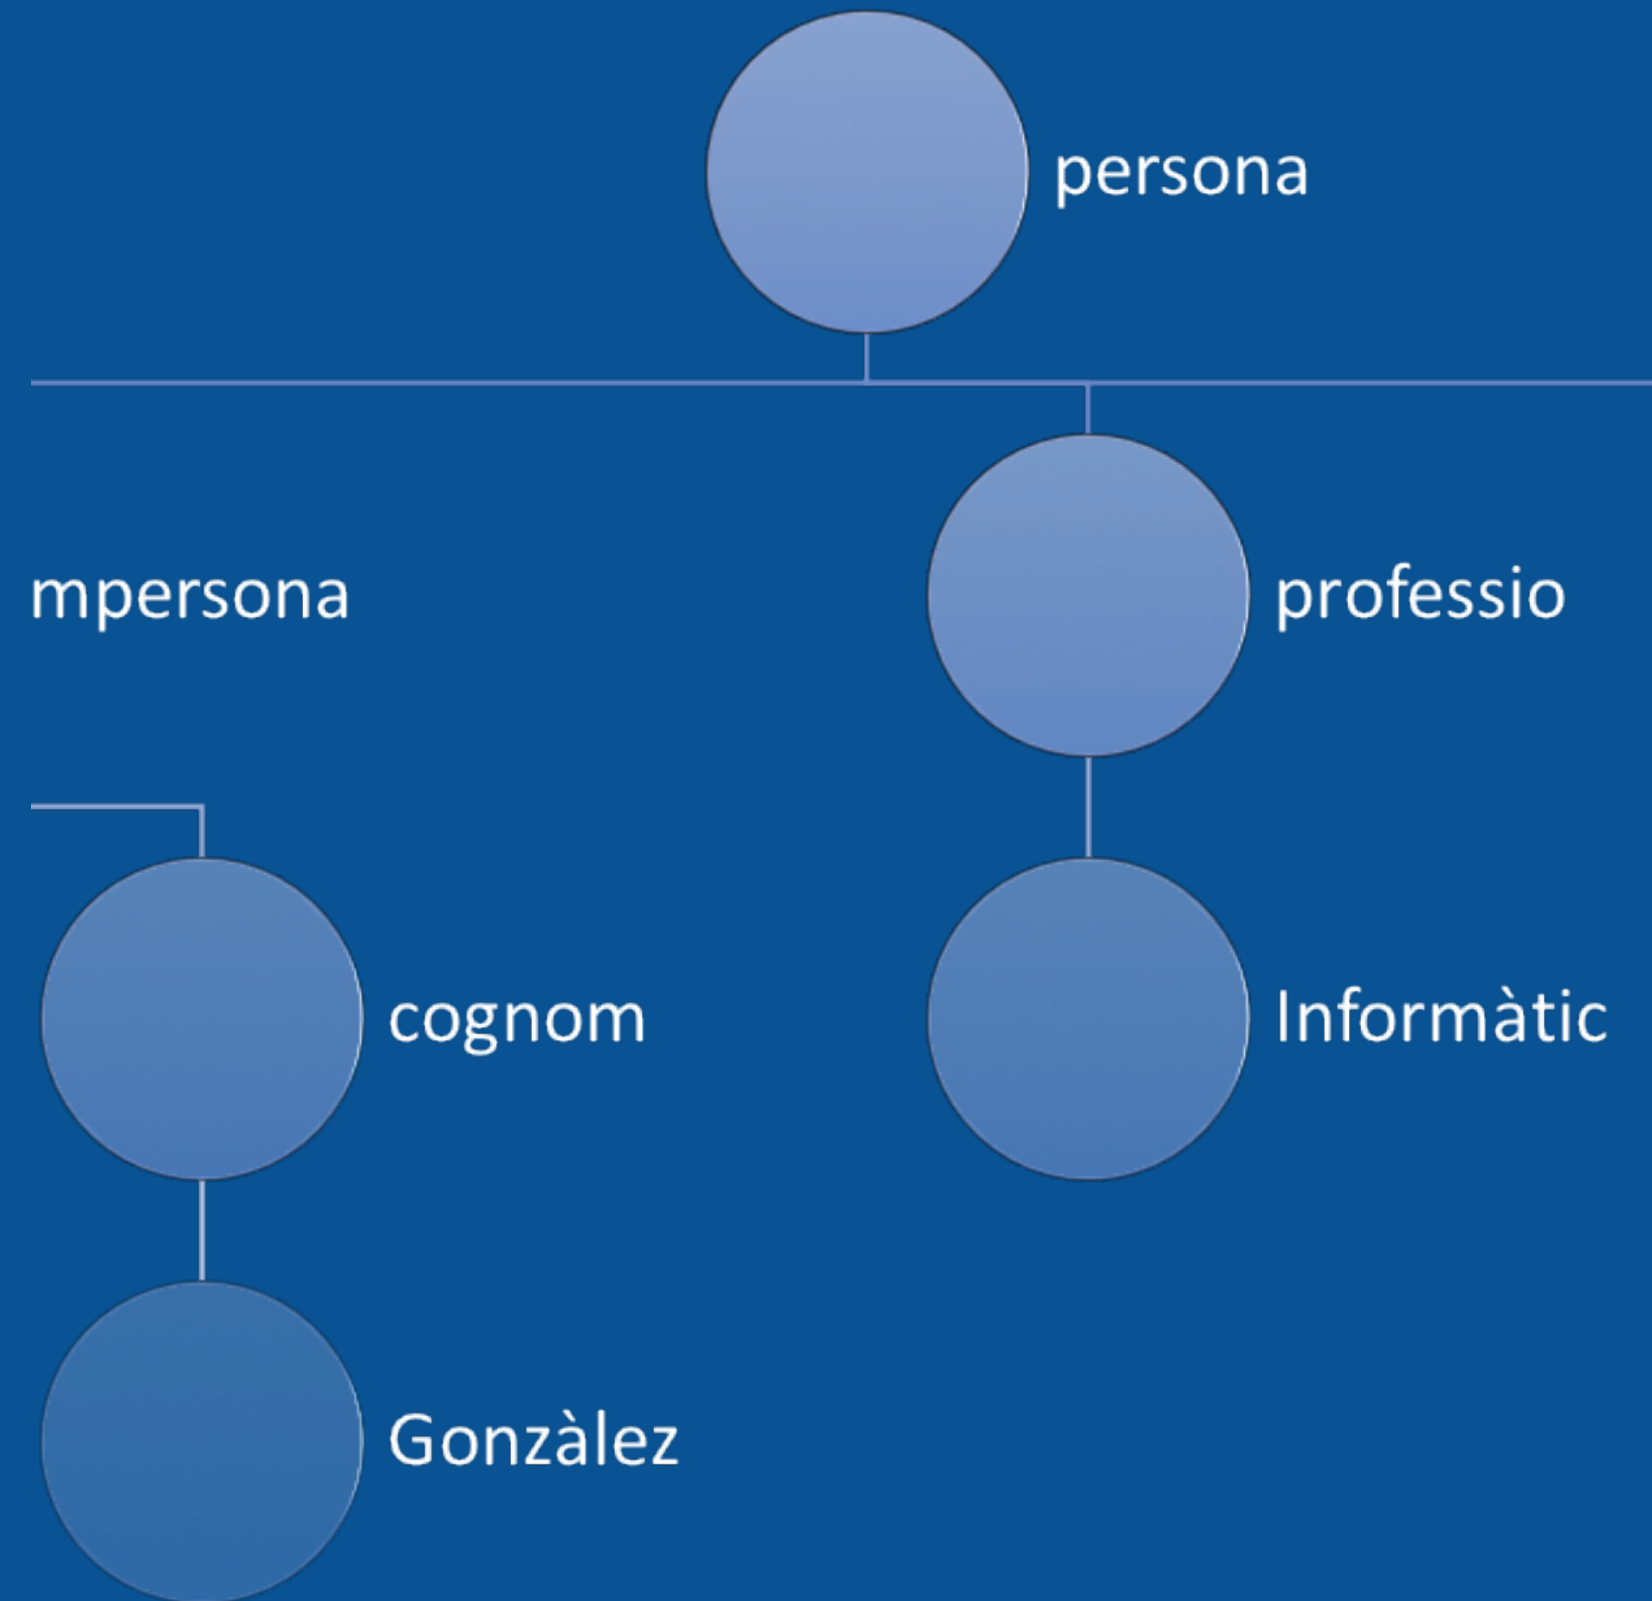 persona
mpersona
professio
cognom
Informàtic
Gonzàlez